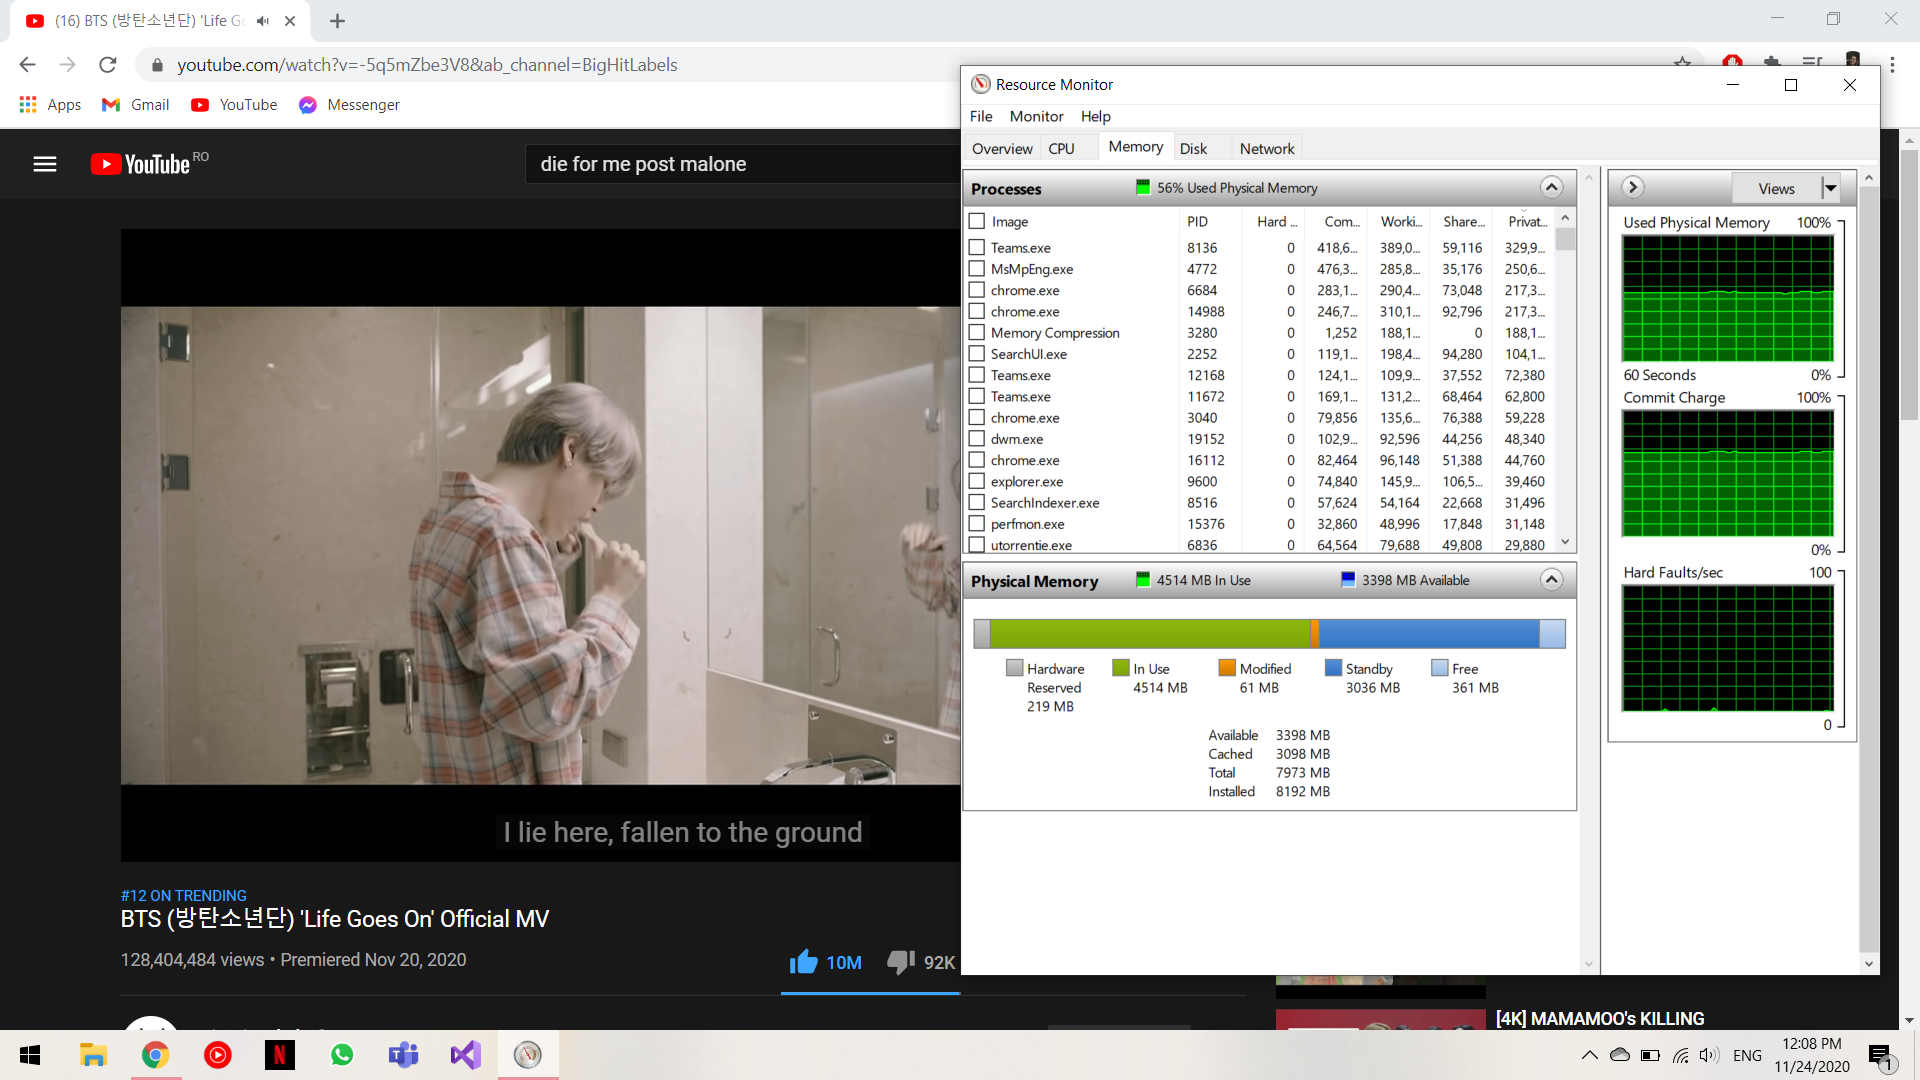 (16) BTS (방탄소년단) 'Life G
youtube.com/watch?v=-5q5mZbe3V8&ab_channel=BigHitLabels
Apps Gmail YouTube Messenger
YouTube RO
die for me post malone
I lie here, fallen to the ground
#12 ON TRENDING
BTS (방탄소년단) 'Life Goes On' Official MV
128,404,484 views • Premiered Nov 20, 2020
10M 92K
Resource Monitor
File Monitor Help
Overview CPU Memory Disk Network
Processes 56% Used Physical Memory
Image PID Hard ... Com... Worki... Share... Privat...
Teams.exe 8136 0 418,6... 389,0... 59,116 329,9...
MsMpEng.exe 4772 0 476,3... 285,8... 35,176 250,6...
chrome.exe 6684 0 283,1... 290,4... 73,048 217,3...
chrome.exe 14988 0 246,7... 310,1... 92,796 217,3...
Memory Compression 3280 0 1,252 188,1... 0 188,1...
SearchUI.exe 2252 0 119,1... 198,4... 94,280 104,1...
Teams.exe 12168 0 124,1... 109,9... 37,552 72,380
Teams.exe 11672 0 169,1... 131,2... 68,464 62,800
chrome.exe 3040 0 79,856 135,6... 76,388 59,228
dwm.exe 19152 0 102,9... 92,596 44,256 48,340
chrome.exe 16112 0 82,464 96,148 51,388 44,760
explorer.exe 9600 0 74,840 145,9... 106,5... 39,460
SearchIndexer.exe 8516 0 57,624 54,164 22,668 31,496
perfmon.exe 15376 0 32,860 48,996 17,848 31,148
utorrentie.exe 6836 0 64,564 79,688 49,808 29,880
Physical Memory 4514 MB In Use 3398 MB Available
Hardware Reserved 219 MB
In Use 4514 MB
Modified 61 MB
Standby 3036 MB
Free 361 MB
Available 3398 MB
Cached 3098 MB
Total 7973 MB
Installed 8192 MB
Views
Used Physical Memory 100%
60 Seconds 0%
Commit Charge 100%
0%
Hard Faults/sec 100
0
[4K] MAMAMOO's KILLING
N
ENG
12:08 PM
11/24/2020
1